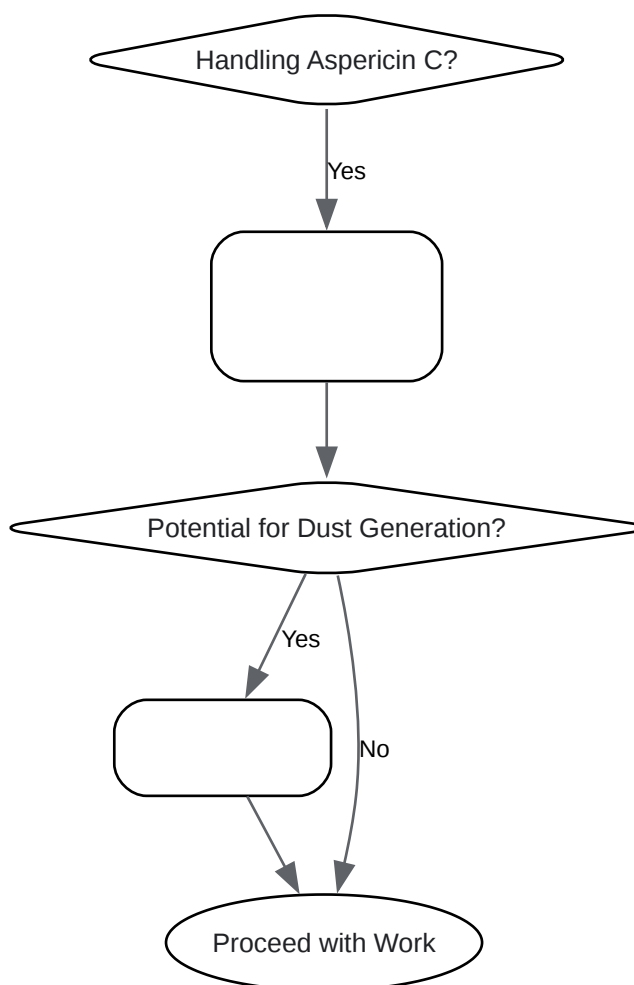 Handling Aspericin C?
Yes
Potential for Dust Generation?
Yes
No
Proceed with Work